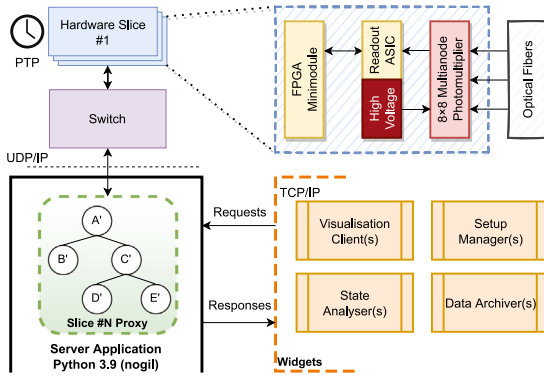 PTP
Hardware Slice
#1
FPGA
Minimodule
Readout
ASIC
High
Voltage
8×8 Multianode
Photomultiplier
Optical Fibers
Switch
UDP/IP
A'
B'
C'
D'
E'
Slice #N Proxy
Server Application
Python 3.9 (nogil)
Requests
Responses
TCP/IP
Visualisation
Client(s)
Setup
Manager(s)
State
Analyser(s)
Data Archiver(s)
Widgets